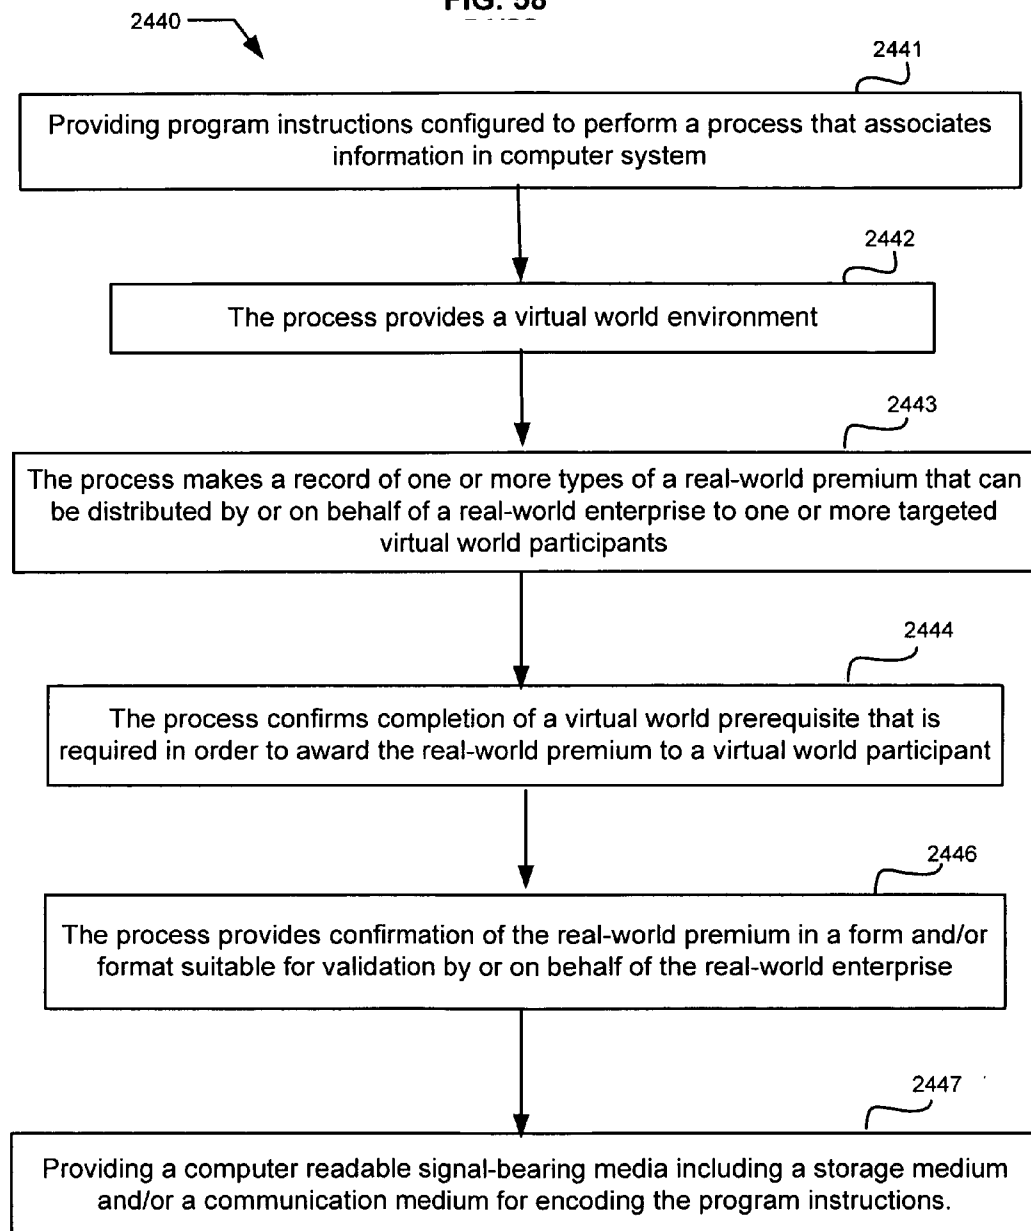 FIG. 58
2440
2441
Providing program instructions configured to perform a process that associates
information in computer system
2442
The process provides a virtual world environment
2443
The process makes a record of one or more types of a real-world premium that can
be distributed by or on behalf of a real-world enterprise to one or more targeted
virtual world participants
2444
The process confirms completion of a virtual world prerequisite that is
required in order to award the real-world premium to a virtual world participant
2446
The process provides confirmation of the real-world premium in a form and/or
format suitable for validation by or on behalf of the real-world enterprise
2447
Providing a computer readable signal-bearing media including a storage medium
and/or a communication medium for encoding the program instructions.